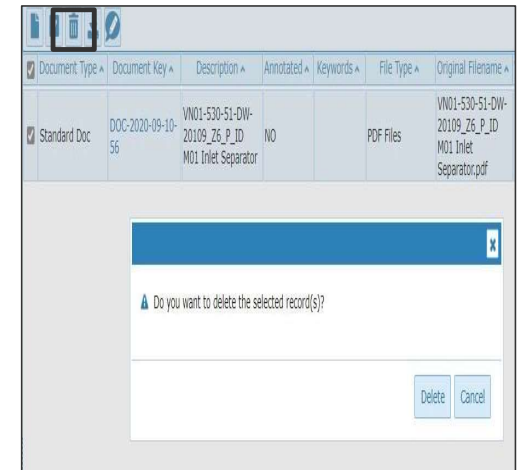 Document Type Document Key Description Annotated Keywords File Type Original Filename
Standard Doc
DOC-2020-09-10-
56
VN01-530-51-DW-
20109_Z6_P_ID
M01 Inlet Separator
NO
PDF Files
VN01-530-51-DW-
20109_Z6_P_ID
M01 Inlet
Separator.pdf
Do you want to delete the selected record(s)?
Delete Cancel